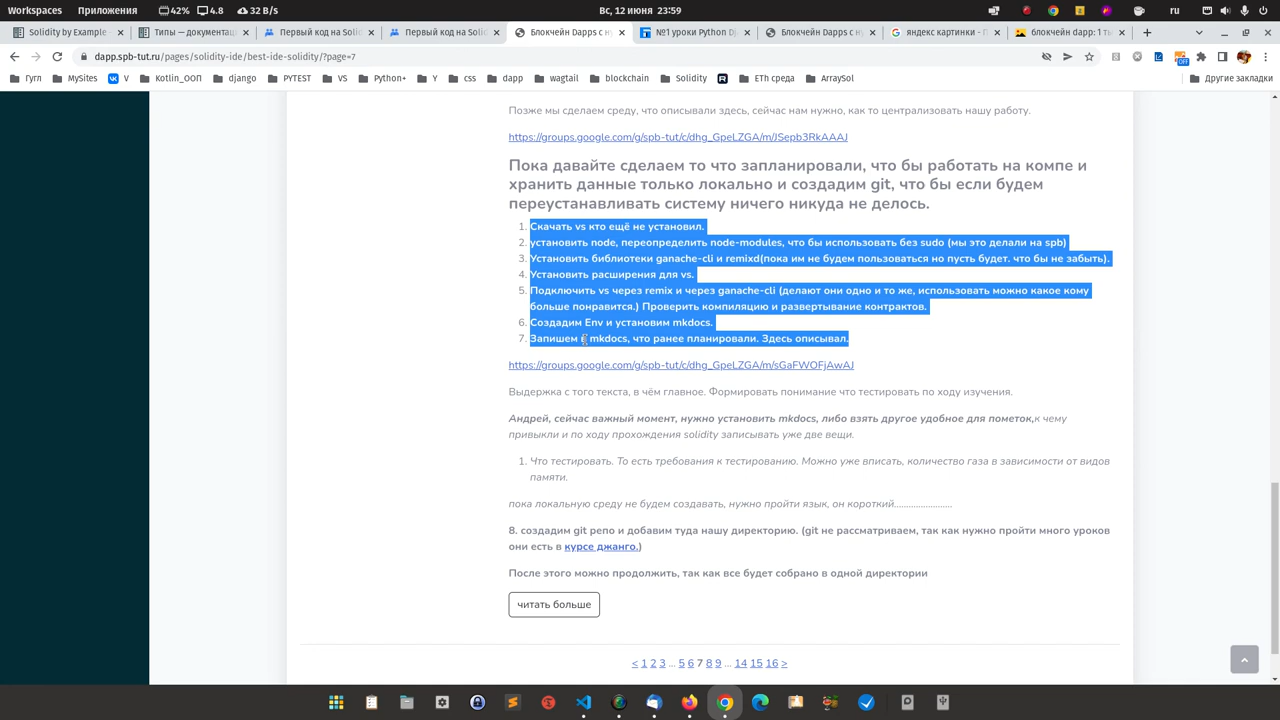 Workspaces Приложения 42% 4.8 32 B/s Вс, 12 июня 23:59 ru
Solidity by Example – Типы — документац Первый код на Solic Первый код на Solic Блокчейн Dapps с ну №1 уроки Python Dj Блокчейн Dapps с ну яндекс картинки - П блокчейн dapp: 1 ты
dapp.spb-tut.ru/pages/solidity-ide/best-ide-solidity/?page=7
Гугл MySites V Kotlin_ООП django PYTEST VS Python+ Y css dapp wagtail blockchain Solidity ETh среда ArraySol Другие закладки
Позже мы сделаем среду, что описывали здесь, сейчас нам нужно, как то централизовать нашу работу.
https://groups.google.com/g/spb-tut/c/dhg_GpeLZGA/m/JSepb3RkAAAJ
Пока давайте сделаем то что запланировали, что бы работать на компе и
хранить данные только локально и создадим git, что бы если будем
переустанавливать систему ничего никуда не делось.
1. Скачать vs кто ещё не установил.
2. установить node, переопределить node-modules, что бы использовать без sudo (мы это делали на spb)
3. Установить библиотеки ganache-cli и remixd(пока им не будем пользоваться но пусть будет. что бы не забыть).
4. Установить расширения для vs.
5. Подключить vs через remix и через ganache-cli (делают они одно и то же, использовать можно какое кому
больше понравится.) Проверить компиляцию и развертывание контрактов.
6. Создадим Env и установим mkdocs.
7. Запишем в mkdocs, что ранее планировали. Здесь описывал.
https://groups.google.com/g/spb-tut/c/dhg_GpeLZGA/m/sGaFWOFjAwAJ
Выдержка с того текста, в чём главное. Формировать понимание что тестировать по ходу изучения.
Андрей, сейчас важный момент, нужно установить mkdocs, либо взять другое удобное для пометок,к чему
привыкли и по ходу прохождения solidity записывать уже две вещи.
1. Что тестировать. То есть требования к тестированию. Можно уже вписать, количество газа в зависимости от видов
памяти.
пока локальную среду не будем создавать, нужно пройти язык, он короткий........................
8. создадим git репо и добавим туда нашу директорию. (git не рассматриваем, так как нужно пройти много уроков
они есть в курсе джанго.)
После этого можно продолжить, так как все будет собрано в одной директории
читать больше
< 1 2 3 ... 5 6 7 8 9 ... 14 15 16 >